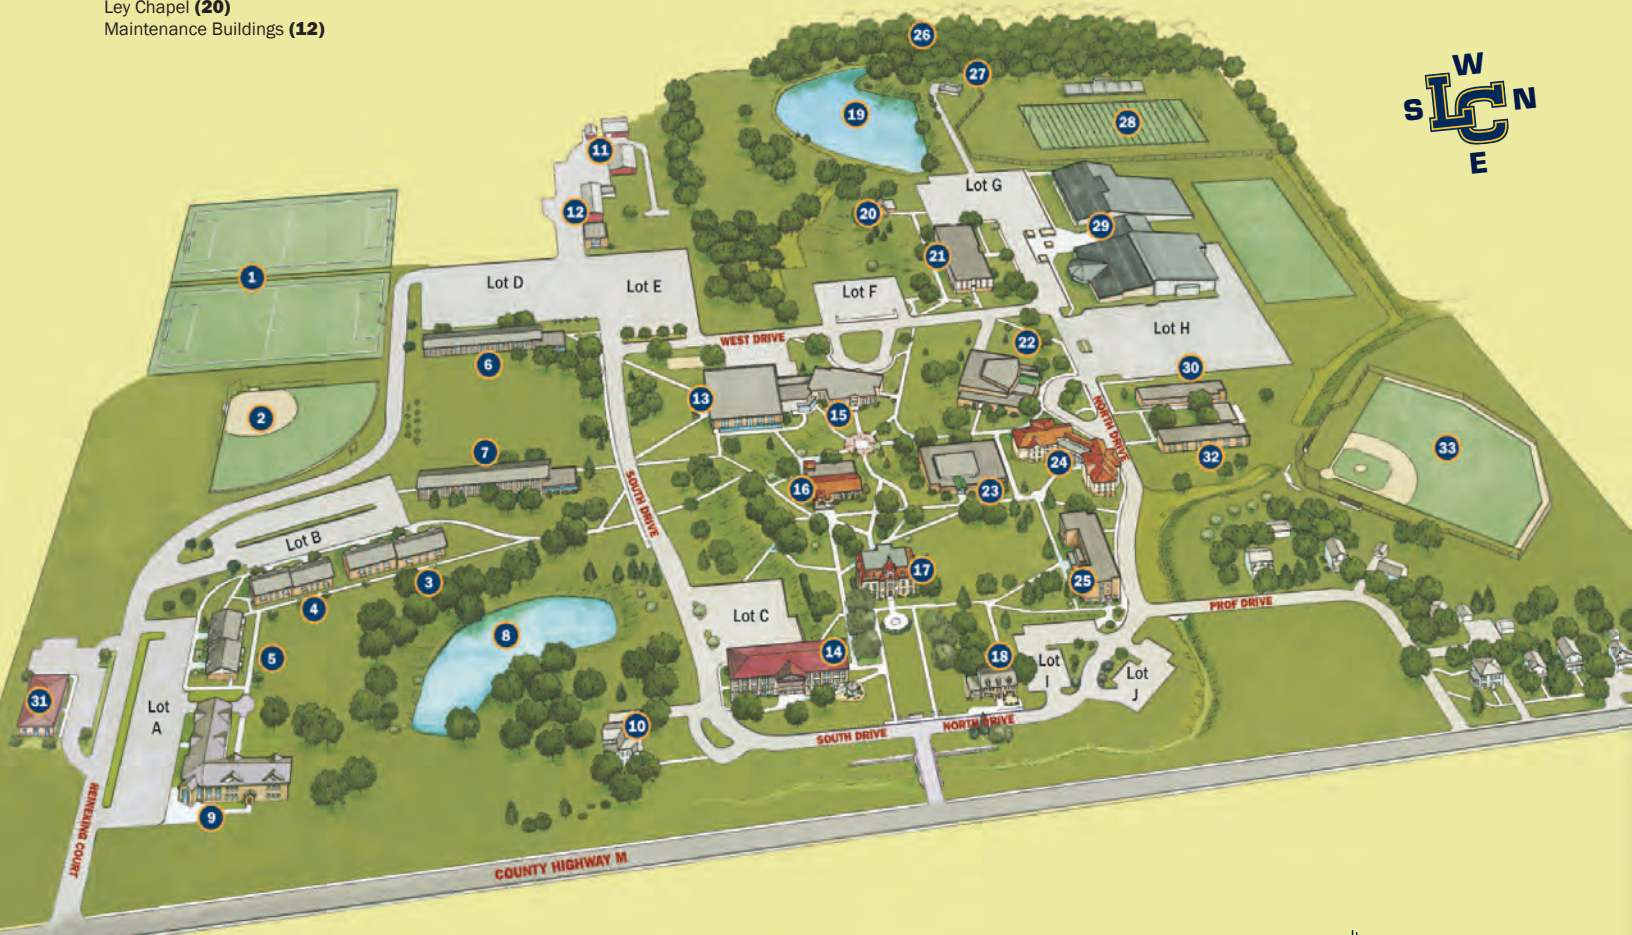 Ley Chapel (20)
Maintenance Buildings (12)
26
27
W
S LC N
E
19
28
11
Lot G
12
20
29
21
1
Lot D
Lot E
Lot F
Lot H
WEST DRIVE
22
6
30
13
15
NORTH DRIVE
2
33
7
32
24
16
23
SOUTH DRIVE
Lot B
17
25
3
4
PROF DRIVE
Lot C
8
14
18
5
Lot
I
Lot
J
31
Lot
A
10
NORTH DRIVE
SOUTH DRIVE
REINEKING COURT
9
COUNTY HIGHWAY M